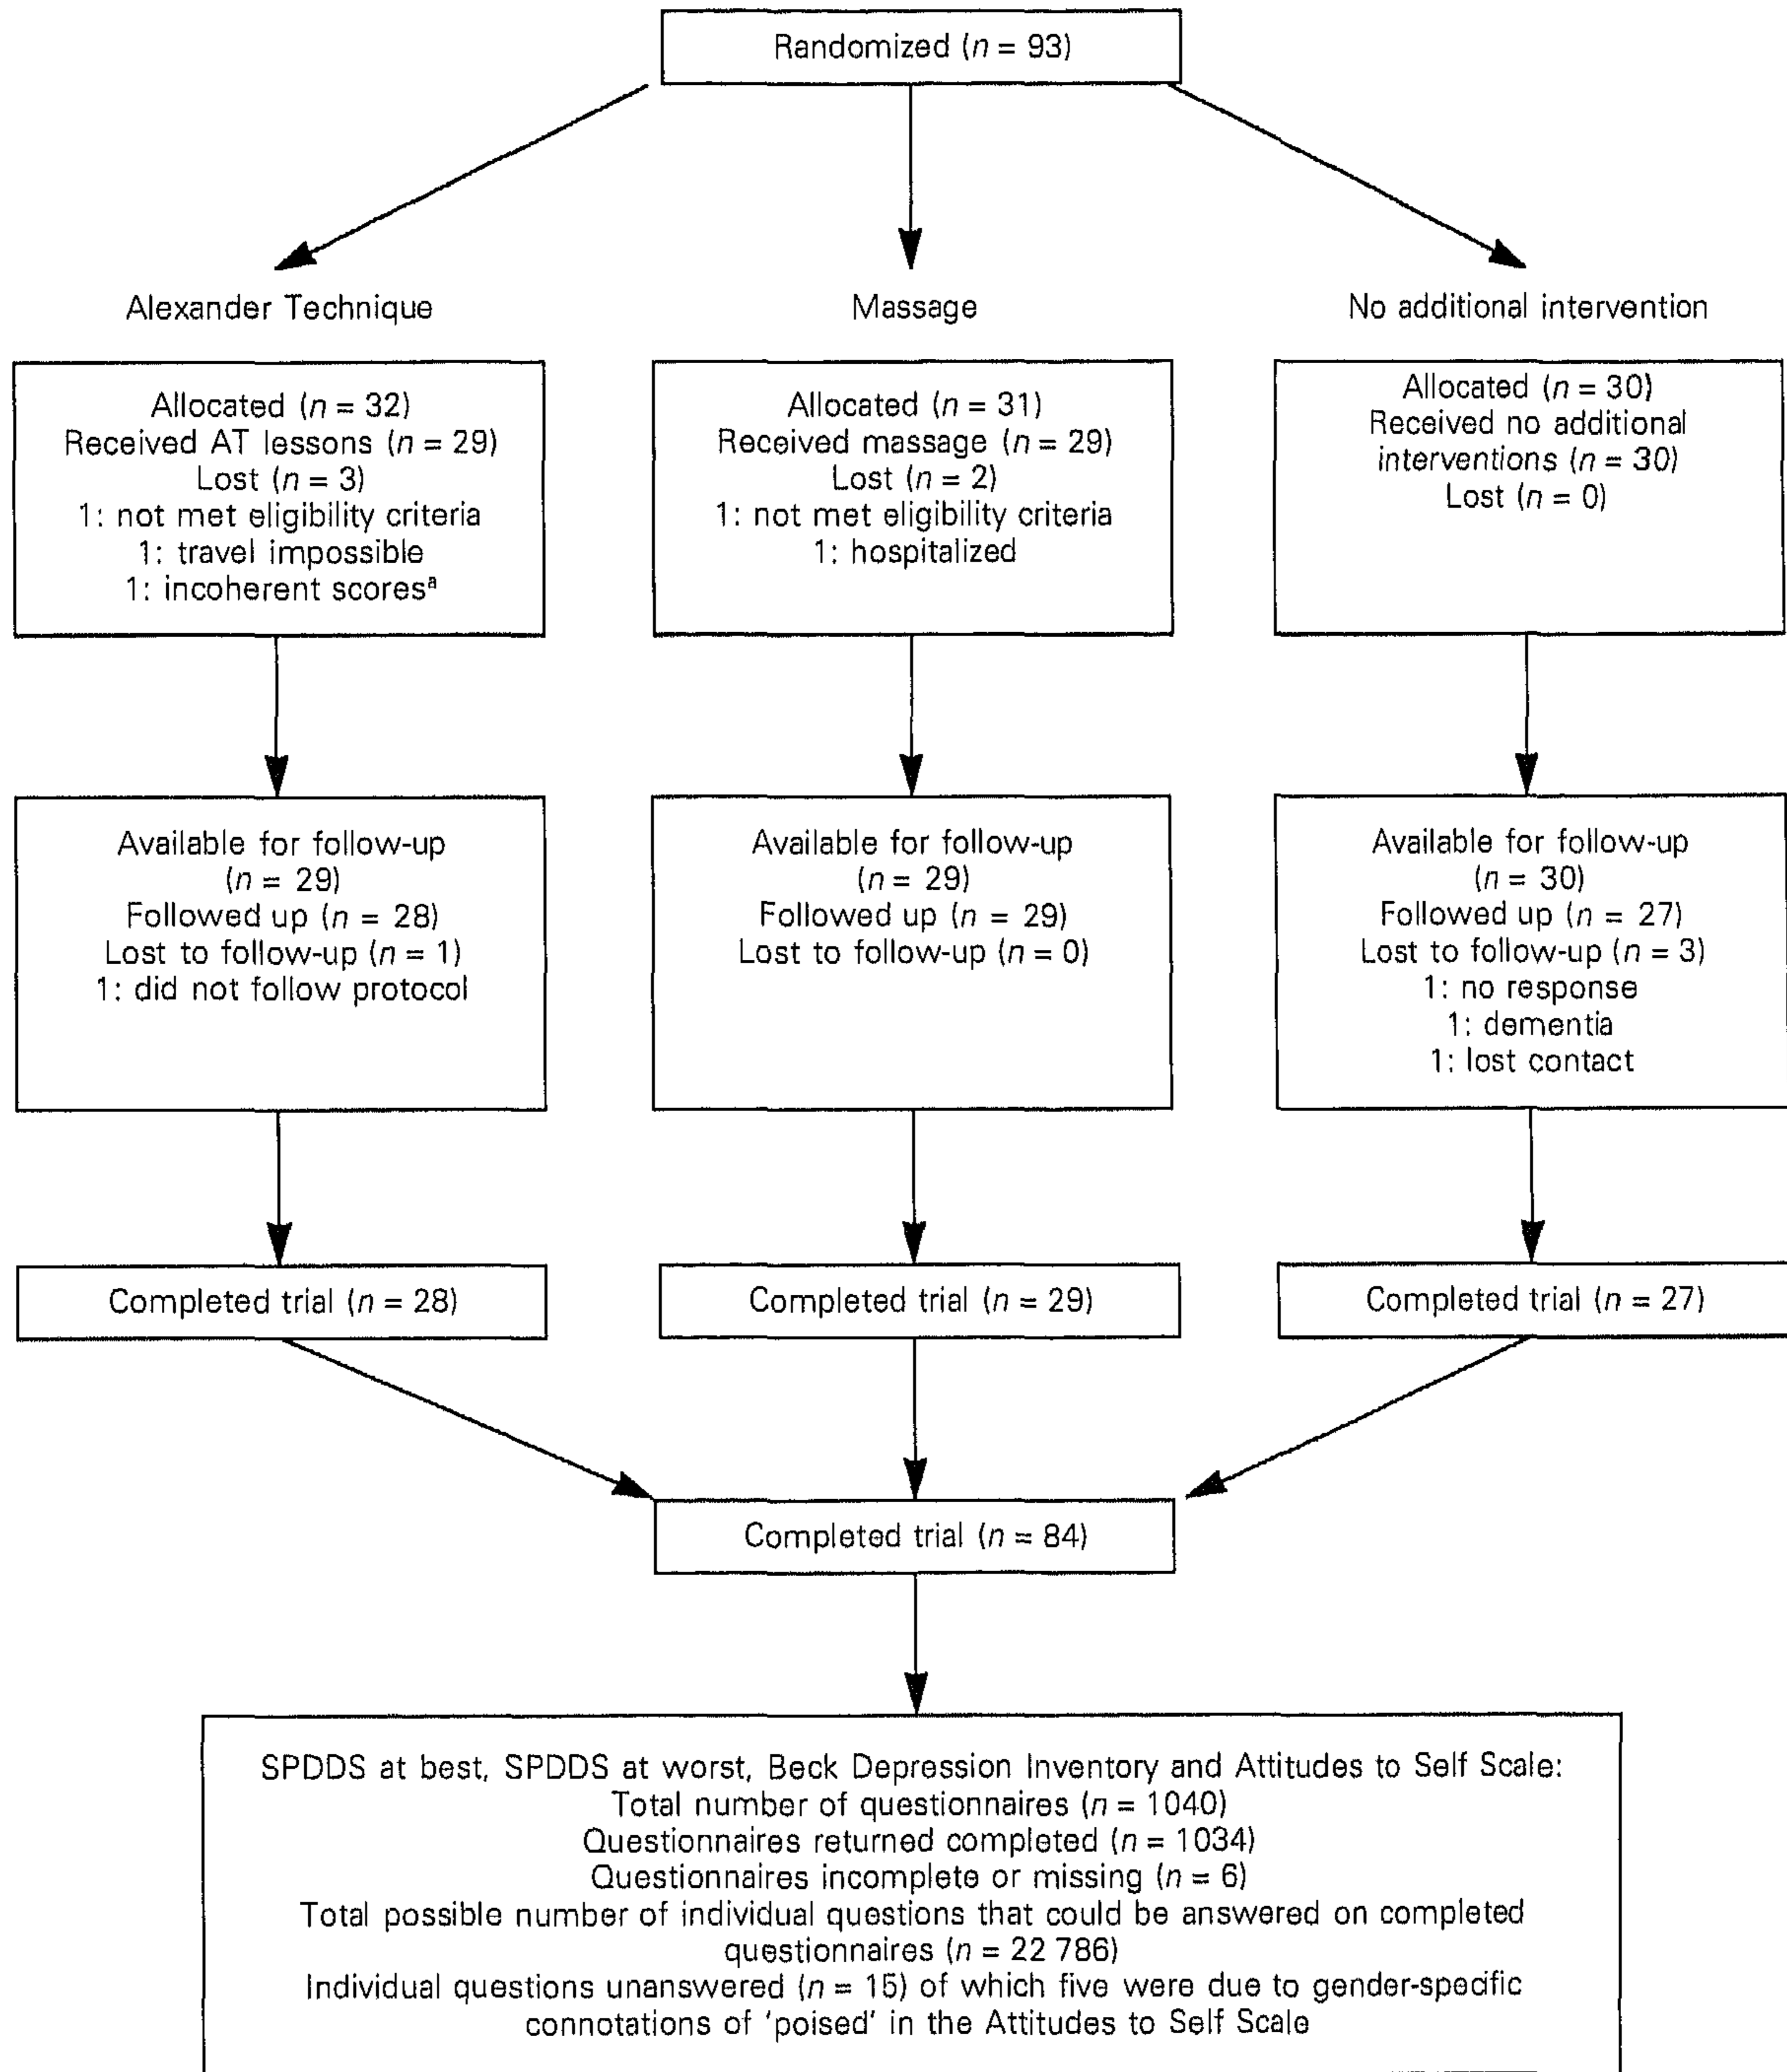 Randomized (n = 93)
Alexander Technique
Massage
No additional intervention
Allocated (n = 32)
Received AT lessons (n = 29)
Lost (n = 3)
1: not met eligibility criteria
1: travel impossible
1: incoherent scoresᵃ
Allocated (n = 31)
Received massage (n = 29)
Lost (n = 2)
1: not met eligibility criteria
1: hospitalized
Allocated (n = 30)
Received no additional
interventions (n = 30)
Lost (n = 0)
Available for follow-up
(n = 29)
Followed up (n = 28)
Lost to follow-up (n = 1)
1: did not follow protocol
Available for follow-up
(n = 29)
Followed up (n = 29)
Lost to follow-up (n = 0)
Available for follow-up
(n = 30)
Followed up (n = 27)
Lost to follow-up (n = 3)
1: no response
1: dementia
1: lost contact
Completed trial (n = 28)
Completed trial (n = 29)
Completed trial (n = 27)
Completed trial (n = 84)
SPDDS at best, SPDDS at worst, Beck Depression Inventory and Attitudes to Self Scale:
Total number of questionnaires (n = 1040)
Questionnaires returned completed (n = 1034)
Questionnaires incomplete or missing (n = 6)
Total possible number of individual questions that could be answered on completed
questionnaires (n = 22 786)
Individual questions unanswered (n = 15) of which five were due to gender-specific
connotations of 'poised' in the Attitudes to Self Scale